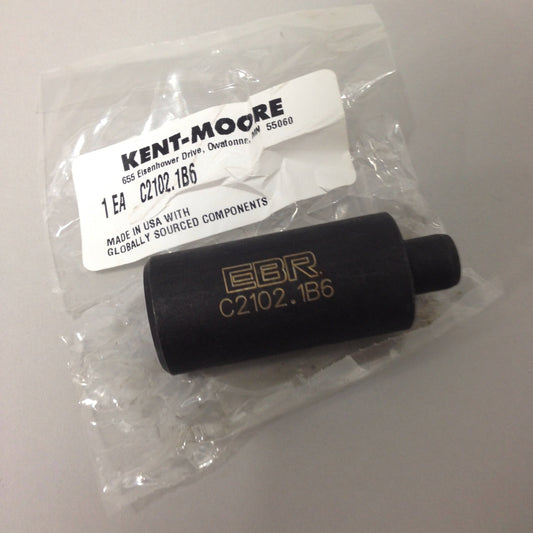 KENT-MOORE
655 Eisenhower Drive, Owatonna, MN 55060
1 EA C2102.1B6
MADE IN USA WITH
GLOBALLY SOURCED COMPONENTS
EBR
C2102.1B6